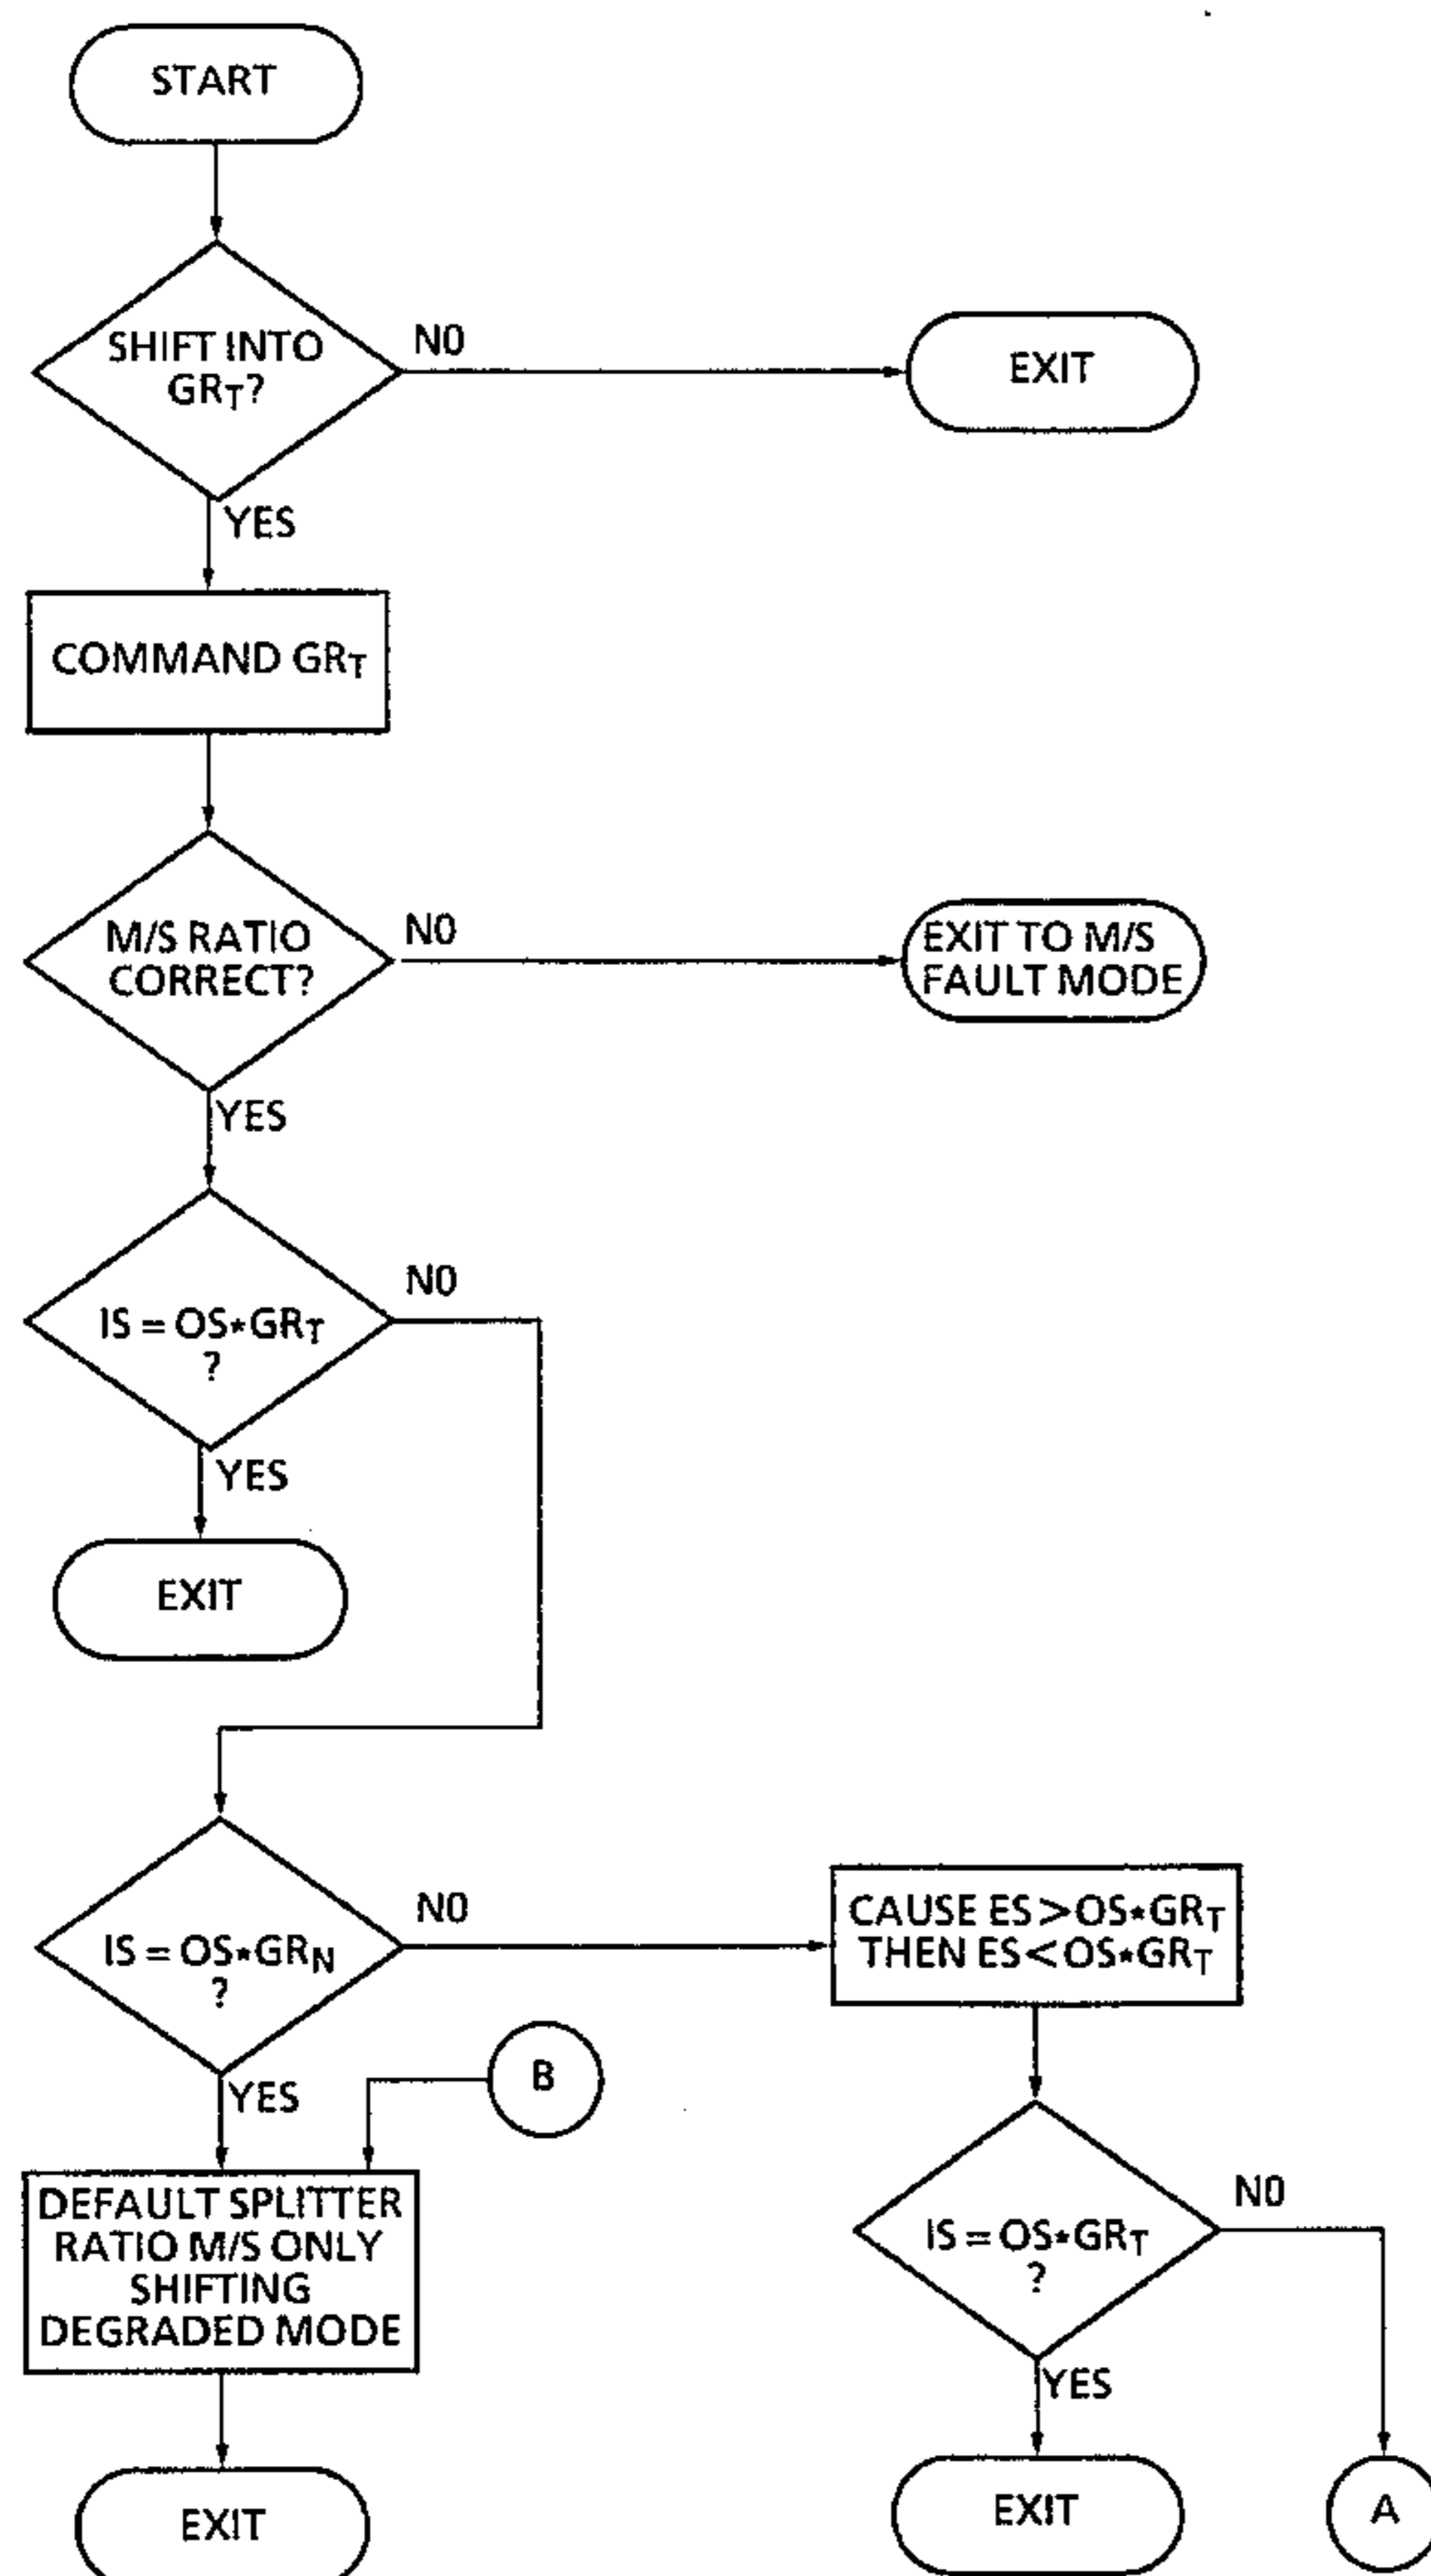 START
SHIFT INTO
GRT?
NO
EXIT
YES
COMMAND GRT
M/S RATIO
CORRECT?
NO
EXIT TO M/S
FAULT MODE
YES
IS = OS*GRT
?
NO
YES
EXIT
IS = OS*GRN
?
NO
CAUSE ES>OS*GRT
THEN ES<OS*GRT
YES
B
DEFAULT SPLITTER
RATIO M/S ONLY
SHIFTING
DEGRADED MODE
IS = OS*GRT
?
NO
YES
EXIT
EXIT
A